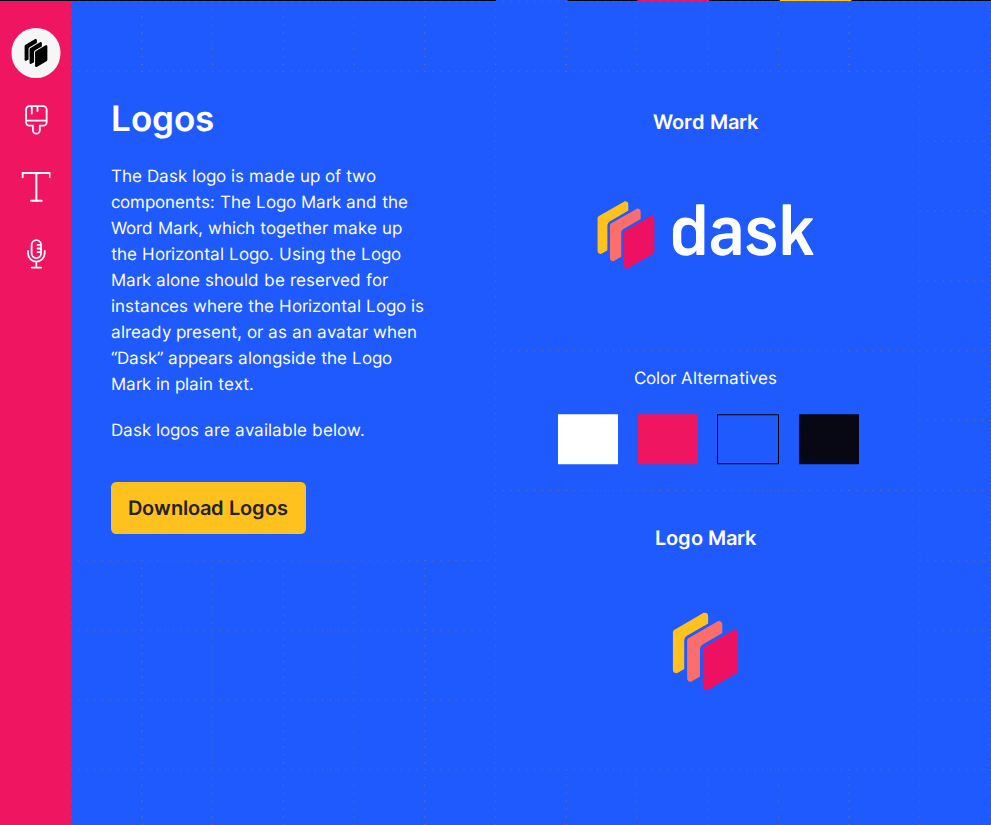 Logos
The Dask logo is made up of two
components: The Logo Mark and the
Word Mark, which together make up
the Horizontal Logo. Using the Logo
Mark alone should be reserved for
instances where the Horizontal Logo is
already present, or as an avatar when
“Dask” appears alongside the Logo
Mark in plain text.
Dask logos are available below.
Download Logos
Word Mark
dask
Color Alternatives
Logo Mark